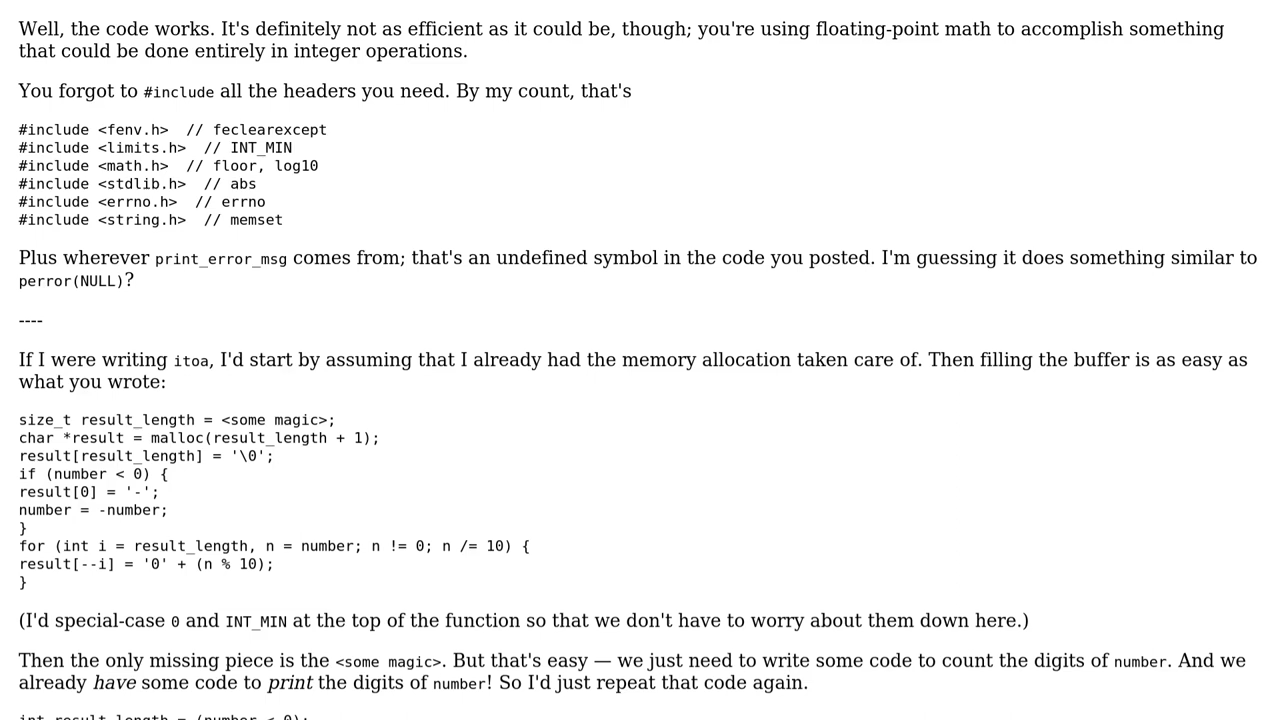 Well, the code works. It's definitely not as efficient as it could be, though; you're using floating-point math to accomplish something
that could be done entirely in integer operations.
You forgot to #include all the headers you need. By my count, that's
#include <fenv.h>  // feclearexcept
#include <limits.h>  // INT_MIN
#include <math.h>  // floor, log10
#include <stdlib.h>  // abs
#include <errno.h>  // errno
#include <string.h>  // memset
Plus wherever print_error_msg comes from; that's an undefined symbol in the code you posted. I'm guessing it does something similar to
perror(NULL)?
----
If I were writing itoa, I'd start by assuming that I already had the memory allocation taken care of. Then filling the buffer is as easy as
what you wrote:
size_t result_length = <some magic>;
char *result = malloc(result_length + 1);
result[result_length] = '\0';
if (number < 0) {
result[0] = '-';
number = -number;
}
for (int i = result_length, n = number; n != 0; n /= 10) {
result[--i] = '0' + (n % 10);
}
(I'd special-case 0 and INT_MIN at the top of the function so that we don't have to worry about them down here.)
Then the only missing piece is the <some magic>. But that's easy — we just need to write some code to count the digits of number. And we
already have some code to print the digits of number! So I'd just repeat that code again.
int result_length = (number < 0);